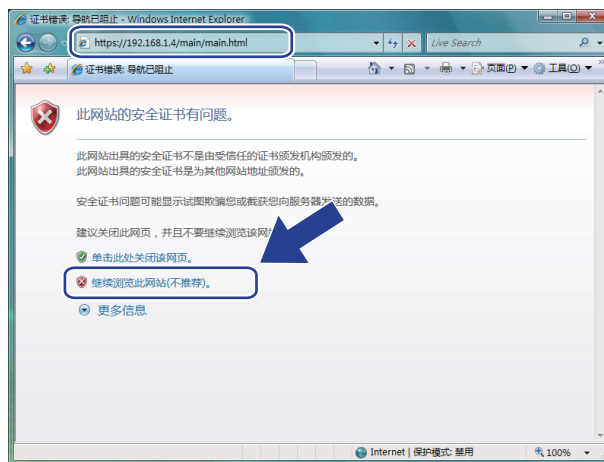 证书错误: 导航已阻止 - Windows Internet Explorer
https://192.168.1.4/main/main.html
Live Search
证书错误: 导航已阻止
页面(P)
工具(O)
此网站的安全证书有问题。
此网站出具的安全证书不是由受信任的证书颁发机构颁发的。
此网站出具的安全证书是为其他网站地址颁发的。
安全证书问题可能显示试图欺骗您或截获您向服务器发送的数据。
建议关闭此网页，并且不要继续浏览该网
单击此处关闭该网页。
继续浏览此网站(不推荐)。
更多信息
Internet | 保护模式: 禁用
100%